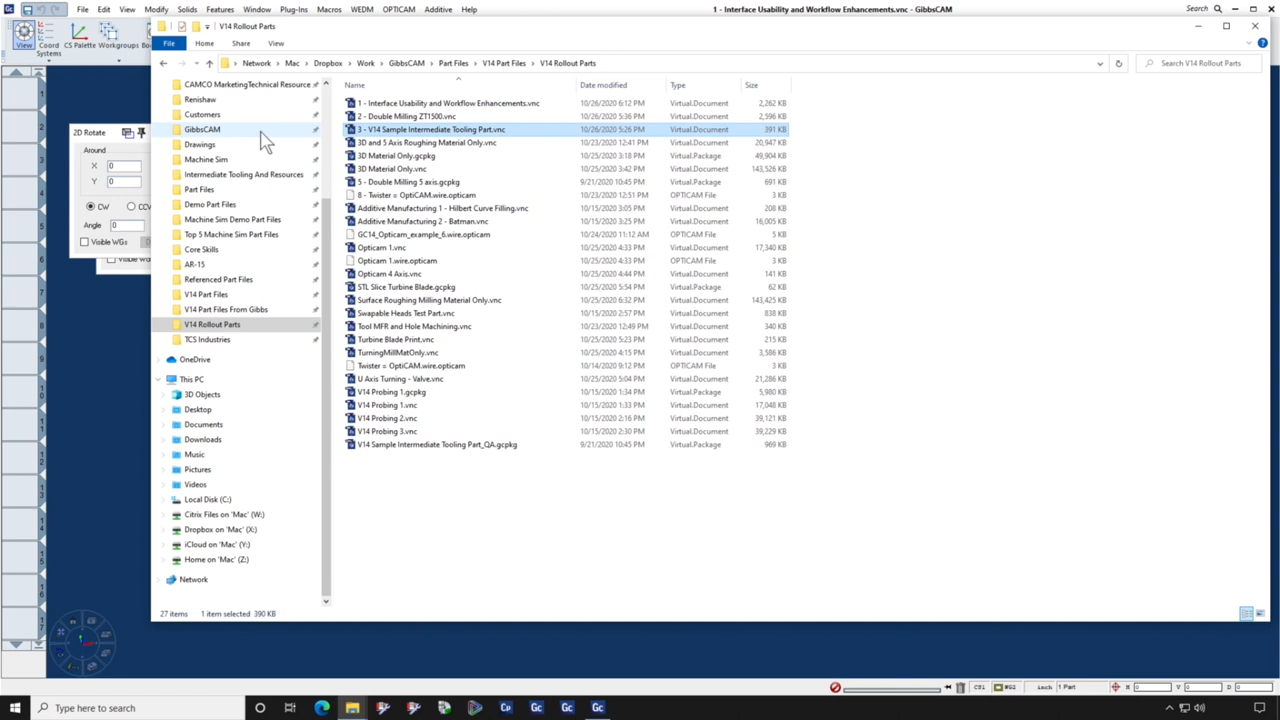 File Edit View Modify Solids Features Window Plug-Ins Macros WEDM OPTICAM Additive Help
1 - Interface Usability and Workflow Enhancements.vnc - GibbsCAM
Search
View
Coord Systems
CS Palette
Workgroups
V14 Rollout Parts
File Home Share View
Network > Mac > Dropbox > Work > GibbsCAM > Part Files > V14 Part Files > V14 Rollout Parts
Search V14 Rollout Parts
2D Rotate
Around
X 0
Y 0
CW
Angle 0
Visible WGs
CAMCO MarketingTechnical Resource
Renishaw
Customers
GibbsCAM
Drawings
Machine Sim
Intermediate Tooling And Resources
Part Files
Demo Part Files
Machine Sim Demo Part Files
Top 5 Machine Sim Part Files
Core Skills
AR-15
Referenced Part Files
V14 Part Files
V14 Part Files From Gibbs
V14 Rollout Parts
TCS Industries
OneDrive
This PC
3D Objects
Desktop
Documents
Downloads
Music
Pictures
Videos
Local Disk (C:)
Citrix Files on 'Mac' (W:)
Dropbox on 'Mac' (X:)
iCloud on 'Mac' (Y:)
Home on 'Mac' (Z:)
Network
Name Date modified Type Size
1 - Interface Usability and Workflow Enhancements.vnc 10/26/2020 6:12 PM Virtual.Document 2,262 KB
2 - Double Milling ZT1500.vnc 10/26/2020 3:05 PM Virtual.Document 2,596 KB
3 - V14 Sample Intermediate Tooling Part.vnc 10/26/2020 5:26 PM Virtual.Document 391 KB
3D and 5 Axis Roughing Material Only.vnc 10/23/2020 12:41 PM Virtual.Document 20,947 KB
3D Material Only.gcpkg 10/26/2020 3:18 PM Virtual.Package 49,904 KB
3D Material Only.vnc 10/26/2020 3:42 PM Virtual.Document 143,526 KB
5 - Double Milling 5 axis.gcpkg 9/21/2020 10:45 PM Virtual.Package 691 KB
8 - Twister = OptiCAM.wire.opticam 10/23/2020 12:51 PM OPTICAM File 3 KB
Additive Manufacturing 1 - Hilbert Curve Filling.vnc 10/15/2020 3:05 PM Virtual.Document 208 KB
Additive Manufacturing 2 - Batman.vnc 10/15/2020 3:25 PM Virtual.Document 16,005 KB
GC14_Opticam_example_6.wire.opticam 10/24/2020 11:12 AM OPTICAM File 5 KB
Opticam 1.vnc 10/25/2020 4:33 PM Virtual.Document 17,340 KB
Opticam 1.wire.opticam 10/25/2020 4:33 PM OPTICAM File 3 KB
Opticam 4 Axis.vnc 10/25/2020 4:44 PM Virtual.Document 141 KB
STL Slice Turbine Blade.gcpkg 10/25/2020 5:54 PM Virtual.Package 62 KB
Surface Roughing Milling Material Only.vnc 10/25/2020 6:32 PM Virtual.Document 143,425 KB
Swapable Heads Test Part.vnc 10/15/2020 2:57 PM Virtual.Document 838 KB
Tool MFR and Hole Machining.vnc 10/23/2020 12:49 PM Virtual.Document 340 KB
Turbine Blade Print.vnc 10/25/2020 5:23 PM Virtual.Document 215 KB
TurningMillMatOnly.vnc 10/25/2020 4:15 PM Virtual.Document 3,586 KB
Twister = OptiCAM.wire.opticam 10/14/2020 9:12 PM OPTICAM File 3 KB
U Axis Turning - Valve.vnc 10/25/2020 5:04 PM Virtual.Document 21,286 KB
V14 Probing 1.gcpkg 10/15/2020 1:34 PM Virtual.Package 5,980 KB
V14 Probing 1.vnc 10/15/2020 1:33 PM Virtual.Document 17,048 KB
V14 Probing 2.vnc 10/15/2020 2:16 PM Virtual.Document 39,121 KB
V14 Probing 3.vnc 10/15/2020 2:30 PM Virtual.Document 39,229 KB
V14 Sample Intermediate Tooling Part_QA.gcpkg 9/21/2020 10:45 PM Virtual.Package 969 KB
27 items 1 item selected 390 KB
CS1 WG2 inch 1 Part X 0 V 0 D 0
Type here to search